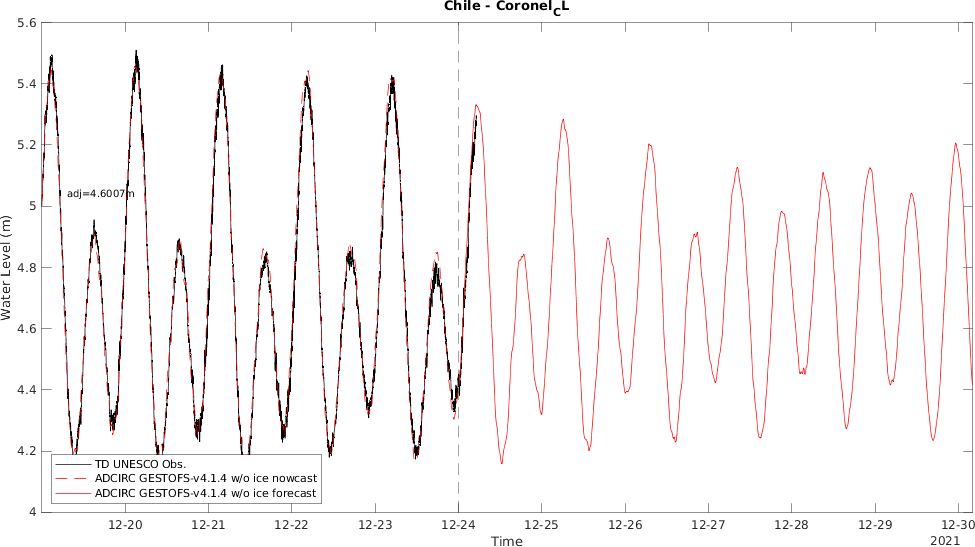 Chile - Coronel_CL
5.6
5.4
5.2
5
4.8
4.6
4.4
4.2
4
Water Level (m)
adj=4.6007m
TD UNESCO Obs.
ADCIRC GESTOFS-v4.1.4 w/o ice nowcast
ADCIRC GESTOFS-v4.1.4 w/o ice forecast
12-20 12-21 12-22 12-23 12-24 12-25 12-26 12-27 12-28 12-29 12-30
Time
2021